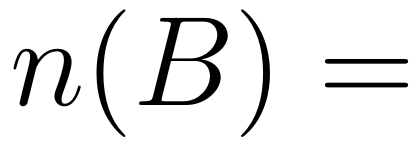 n(B) =